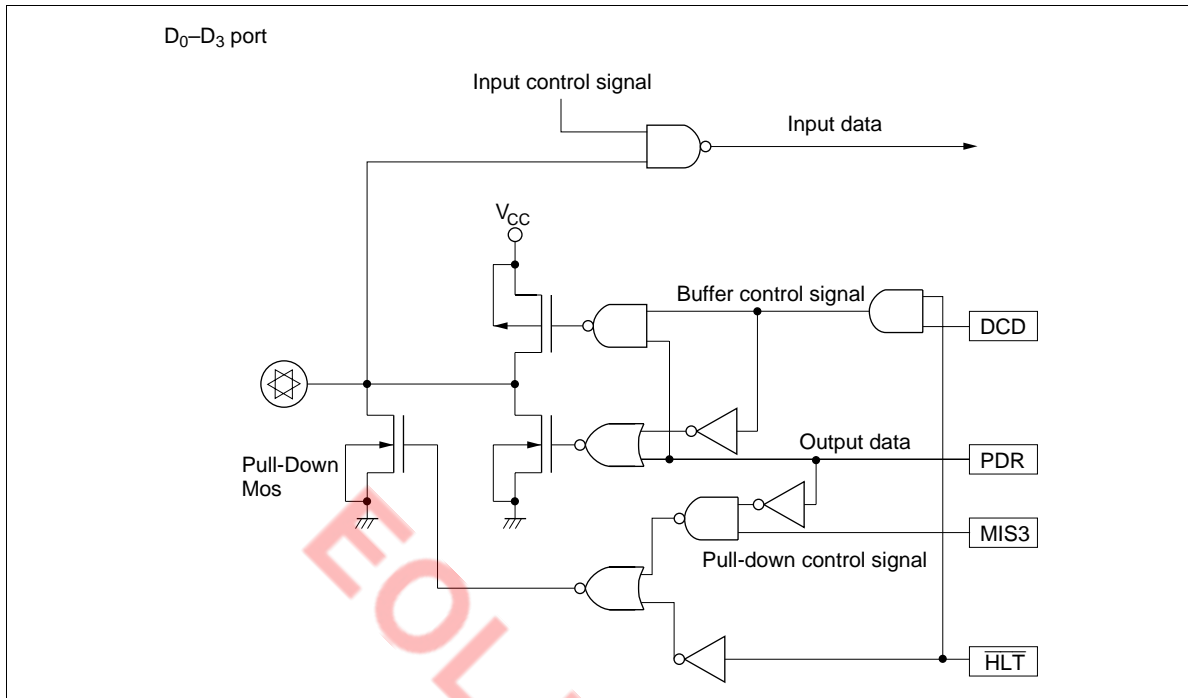 D0–D3 port
Input control signal
Input data
VCC
Buffer control signal
DCD
Output data
PDR
Pull-Down
Mos
MIS3
Pull-down control signal
HLT
EOL